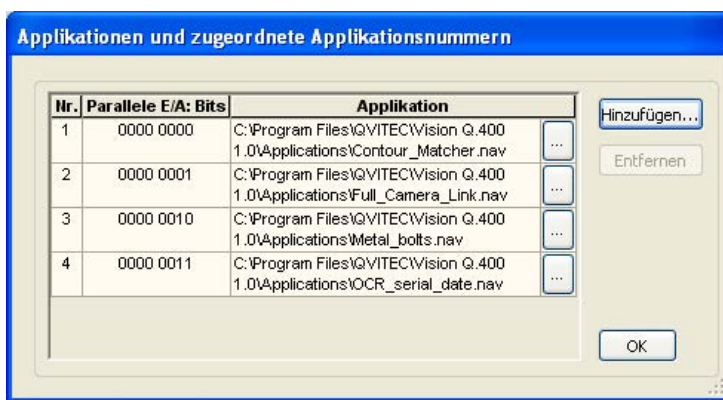 Applikationen und zugeordnete Applikationsnummern
Nr. Parallele E/A: Bits Applikation
1 0000 0000 C:\Program Files\QVITEC\Vision Q.400
1.0\Applications\Contour_Matcher.nav ...
2 0000 0001 C:\Program Files\QVITEC\Vision Q.400
1.0\Applications\Full_Camera_Link.nav ...
3 0000 0010 C:\Program Files\QVITEC\Vision Q.400
1.0\Applications\Metal_bolts.nav ...
4 0000 0011 C:\Program Files\QVITEC\Vision Q.400
1.0\Applications\OCR_serial_date.nav ...
Hinzufügen...
Entfernen
OK